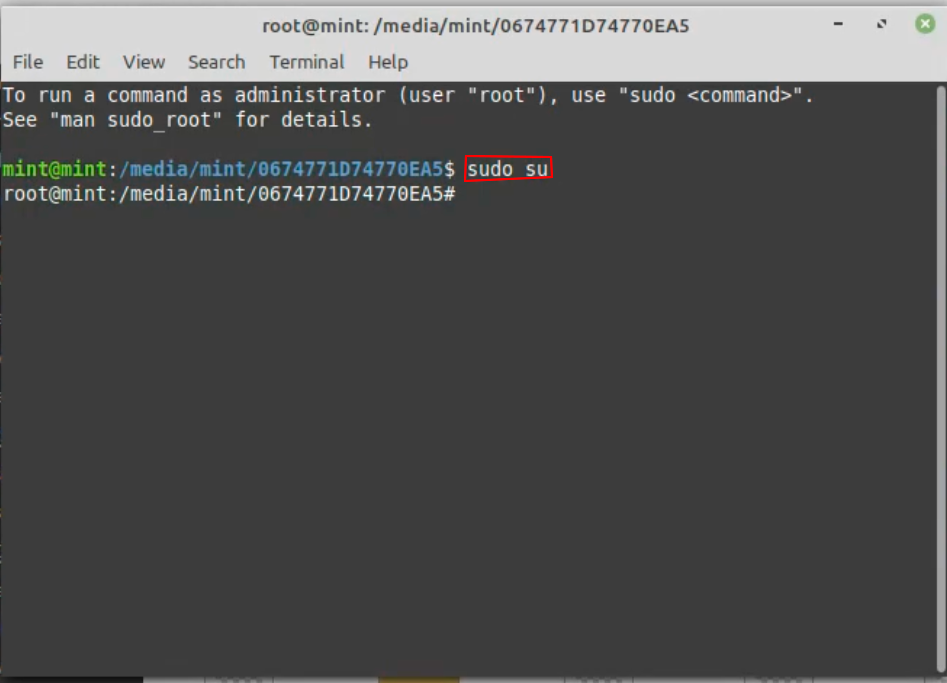 root@mint: /media/mint/0674771D74770EA5
File Edit View Search Terminal Help
To run a command as administrator (user "root"), use "sudo <command>".
See "man sudo_root" for details.
mint@mint:/media/mint/0674771D74770EA5$ sudo su
root@mint:/media/mint/0674771D74770EA5#